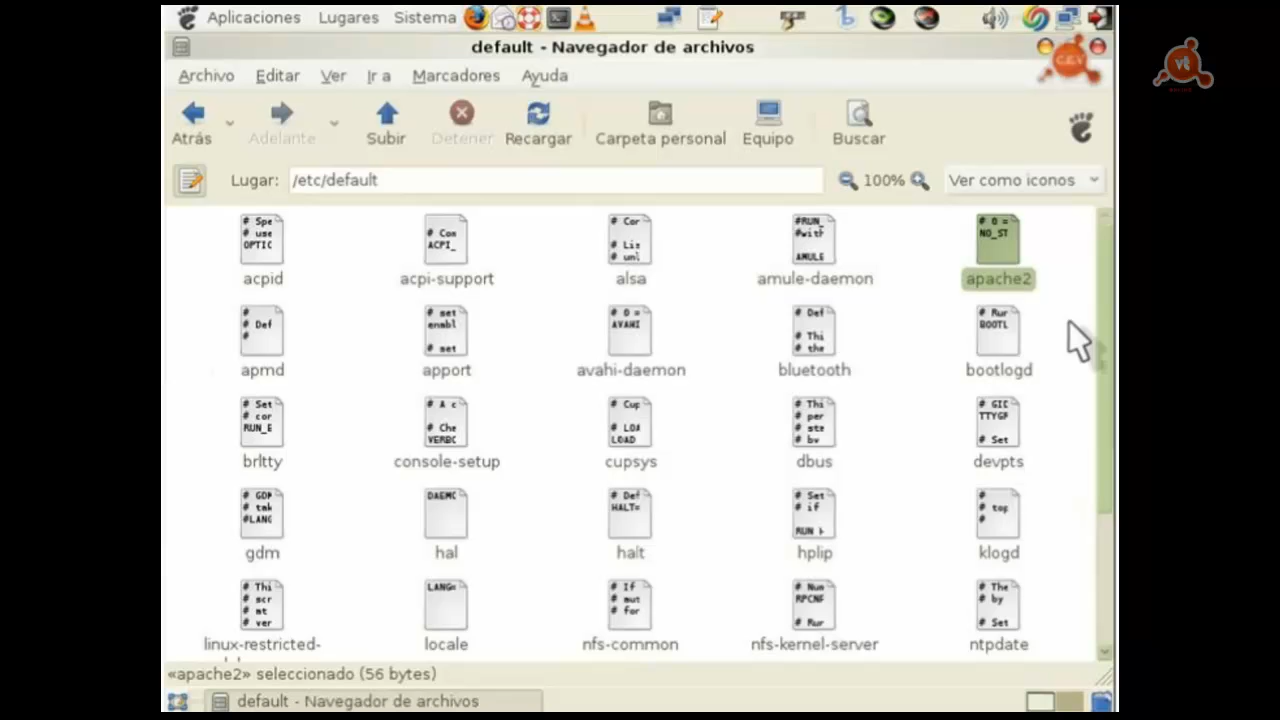 Aplicaciones Lugares Sistema
default - Navegador de archivos
Archivo Editar Ver Ir a Marcadores Ayuda
Atrás Adelante Subir Detener Recargar Carpeta personal Equipo Buscar
Lugar: /etc/default 100% Ver como iconos
acpid acpi-support alsa amule-daemon apache2
apmd apport avahi-daemon bluetooth bootlogd
brltty console-setup cupsys dbus devpts
gdm hal halt hplip klogd
linux-restricted- locale nfs-common nfs-kernel-server ntpdate
«apache2» seleccionado (56 bytes)
default - Navegador de archivos